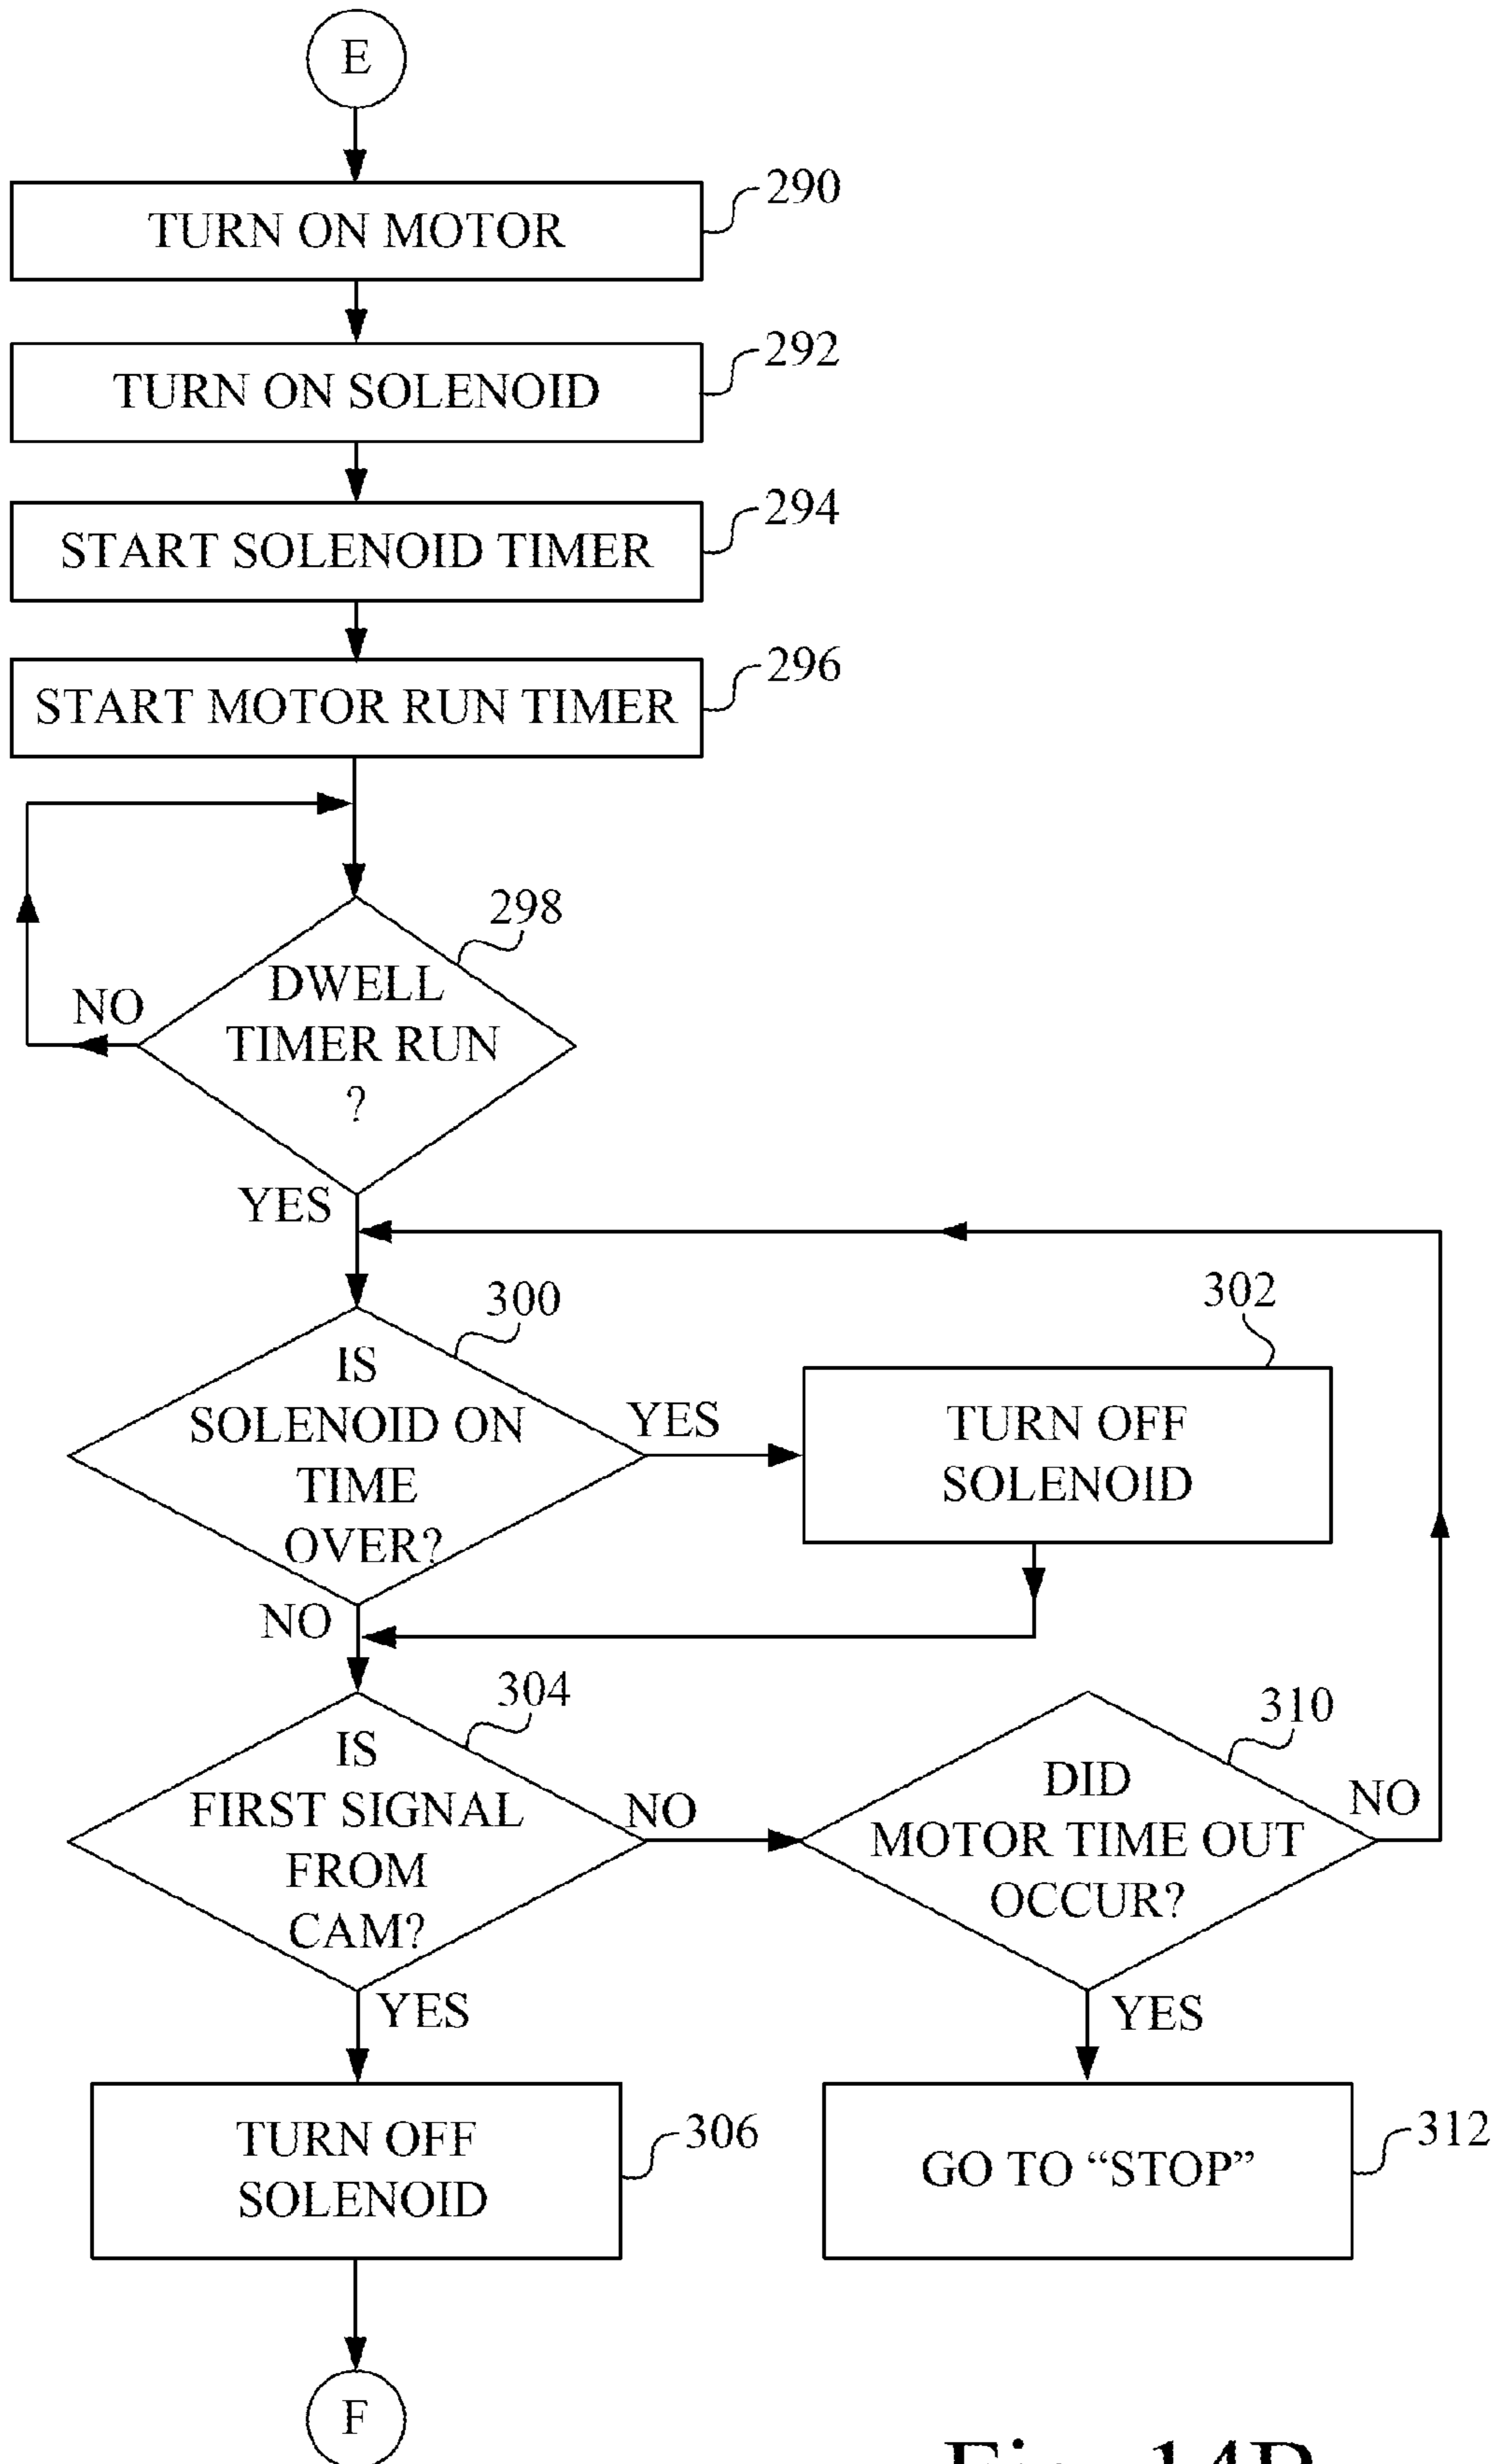 E
TURN ON MOTOR
290
TURN ON SOLENOID
292
START SOLENOID TIMER
294
START MOTOR RUN TIMER
296
298
DWELL
TIMER RUN
?
NO
YES
300
IS
SOLENOID ON
TIME
OVER?
YES
302
TURN OFF
SOLENOID
NO
304
IS
FIRST SIGNAL
FROM
CAM?
NO
310
DID
MOTOR TIME OUT
OCCUR?
NO
YES
YES
TURN OFF
SOLENOID
306
GO TO “STOP”
312
F